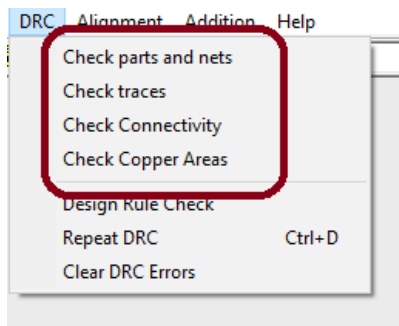 DRC Alignment Addition Help
Check parts and nets
Check traces
Check Connectivity
Check Copper Areas
Design Rule Check
Repeat DRC Ctrl+D
Clear DRC Errors